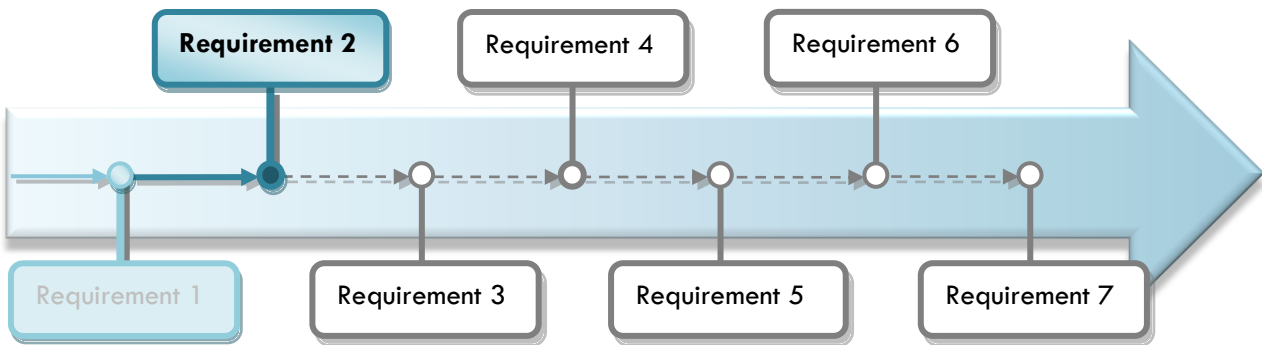 Requirement 2
Requirement 4
Requirement 6
Requirement 1
Requirement 3
Requirement 5
Requirement 7